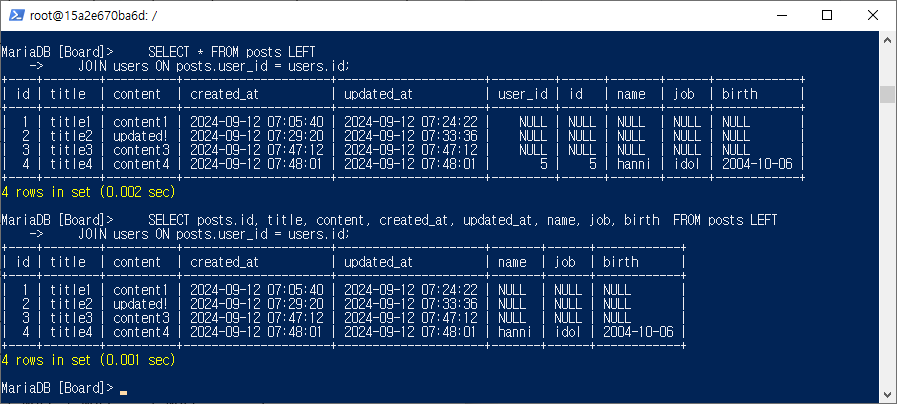 root@15a2e670ba6d: /
MariaDB [Board]>     SELECT * FROM posts LEFT
    ->     JOIN users ON posts.user_id = users.id;
+----+--------+----------+---------------------+---------------------+---------+------+-------+------+------------+
| id | title  | content  | created_at          | updated_at          | user_id | id   | name  | job  | birth      |
+----+--------+----------+---------------------+---------------------+---------+------+-------+------+------------+
|  1 | title1 | content1 | 2024-09-12 07:05:40 | 2024-09-12 07:24:22 |    NULL | NULL | NULL  | NULL | NULL       |
|  2 | title2 | updated! | 2024-09-12 07:29:20 | 2024-09-12 07:33:36 |    NULL | NULL | NULL  | NULL | NULL       |
|  3 | title3 | content3 | 2024-09-12 07:47:12 | 2024-09-12 07:47:12 |    NULL | NULL | NULL  | NULL | NULL       |
|  4 | title4 | content4 | 2024-09-12 07:48:01 | 2024-09-12 07:48:01 |       5 |    5 | hanni | idol | 2004-10-06 |
+----+--------+----------+---------------------+---------------------+---------+------+-------+------+------------+
4 rows in set (0.002 sec)
MariaDB [Board]>     SELECT posts.id, title, content, created_at, updated_at, name, job, birth  FROM posts LEFT
    ->     JOIN users ON posts.user_id = users.id;
+----+--------+----------+---------------------+---------------------+-------+------+------------+
| id | title  | content  | created_at          | updated_at          | name  | job  | birth      |
+----+--------+----------+---------------------+---------------------+-------+------+------------+
|  1 | title1 | content1 | 2024-09-12 07:05:40 | 2024-09-12 07:24:22 | NULL  | NULL | NULL       |
|  2 | title2 | updated! | 2024-09-12 07:29:20 | 2024-09-12 07:33:36 | NULL  | NULL | NULL       |
|  3 | title3 | content3 | 2024-09-12 07:47:12 | 2024-09-12 07:47:12 | NULL  | NULL | NULL       |
|  4 | title4 | content4 | 2024-09-12 07:48:01 | 2024-09-12 07:48:01 | hanni | idol | 2004-10-06 |
+----+--------+----------+---------------------+---------------------+-------+------+------------+
4 rows in set (0.001 sec)
MariaDB [Board]>